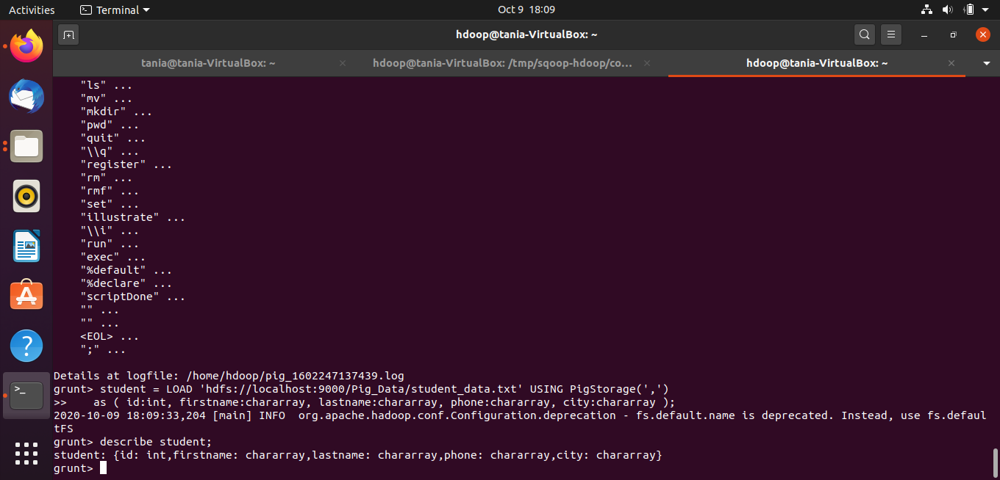 Activities
Terminal
Oct 9 18:09
hdoop@tania-VirtualBox: ~
tania@tania-VirtualBox: ~
hdoop@tania-VirtualBox: /tmp/sqoop-hdoop/co...
hdoop@tania-VirtualBox: ~
"ls" ...
"mv" ...
"mkdir" ...
"pwd" ...
"quit" ...
"\\q" ...
"register" ...
"rm" ...
"rmf" ...
"set" ...
"illustrate" ...
"\\i" ...
"run" ...
"exec" ...
"%default" ...
"%declare" ...
"scriptDone" ...
"" ...
"" ...
<EOL> ...
";" ...
Details at logfile: /home/hdoop/pig_1602247137439.log
grunt> student = LOAD 'hdfs://localhost:9000/Pig_Data/student_data.txt' USING PigStorage(',')
>>    as ( id:int, firstname:chararray, lastname:chararray, phone:chararray, city:chararray );
2020-10-09 18:09:33,204 [main] INFO  org.apache.hadoop.conf.Configuration.deprecation - fs.default.name is deprecated. Instead, use fs.defaul
tFS
grunt> describe student;
student: {id: int,firstname: chararray,lastname: chararray,phone: chararray,city: chararray}
grunt>